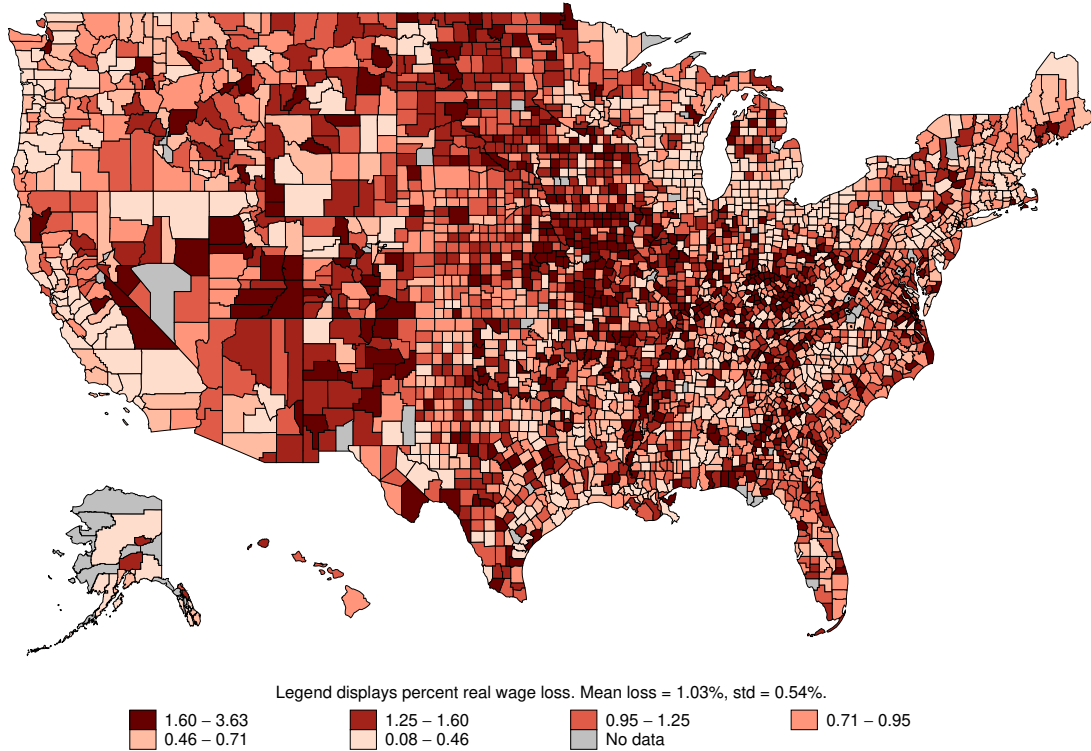 Legend displays percent real wage loss. Mean loss = 1.03%, std = 0.54%.
1.60 − 3.63 1.25 − 1.60 0.95 − 1.25 0.71 − 0.95
0.46 − 0.71 0.08 − 0.46 No data